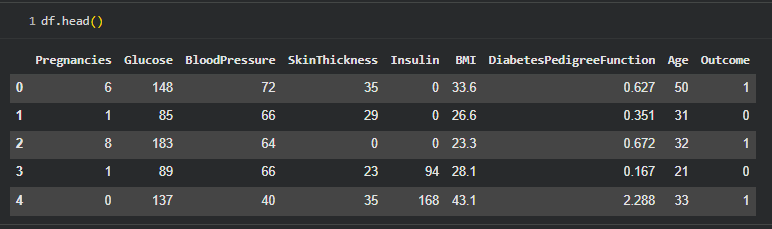 1 df.head()
Pregnancies Glucose BloodPressure SkinThickness Insulin BMI DiabetesPedigreeFunction Age Outcome
0 6 148 72 35 0 33.6 0.627 50 1
1 1 85 66 29 0 26.6 0.351 31 0
2 8 183 64 0 0 23.3 0.672 32 1
3 1 89 66 23 94 28.1 0.167 21 0
4 0 137 40 35 168 43.1 2.288 33 1